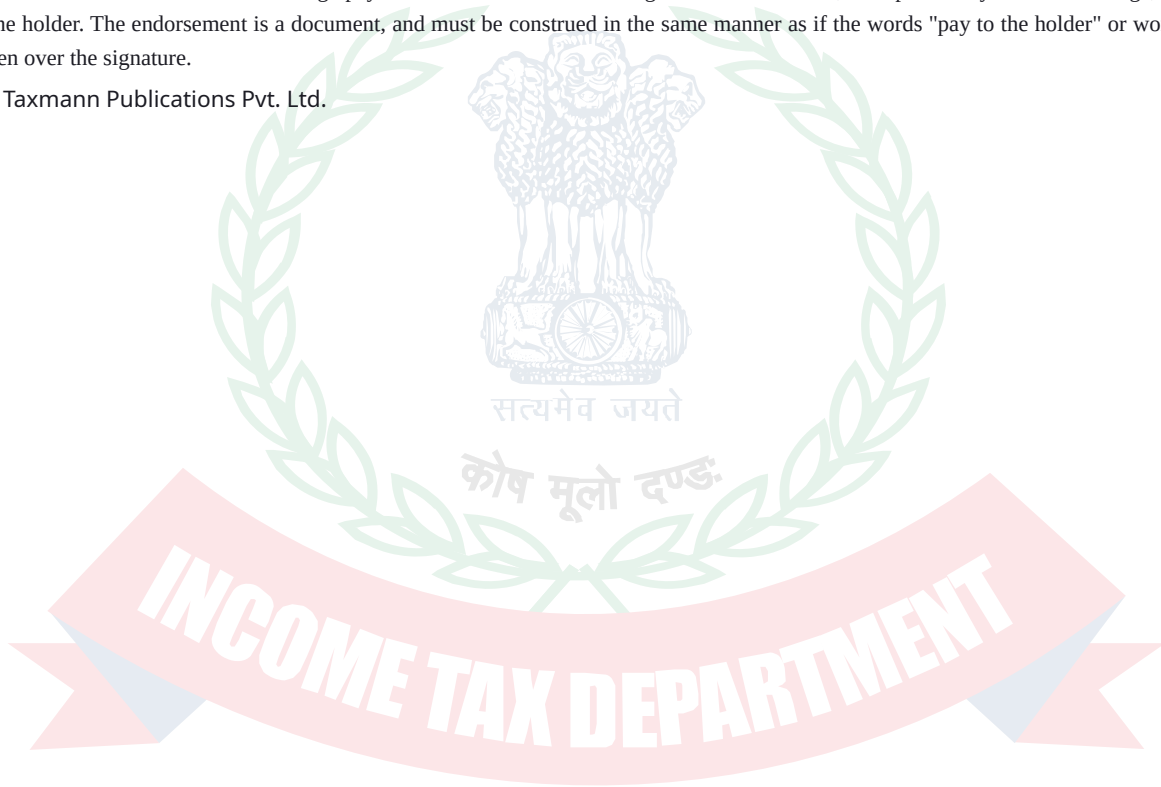 he holder. The endorsement is a document, and must be construed in the same manner as if the words "pay to the holder" or wo
en over the signature.
Taxmann Publications Pvt. Ltd.
सत्यमेव जयते
कोष मूलो दण्डः
INCOME TAX DEPARTMENT